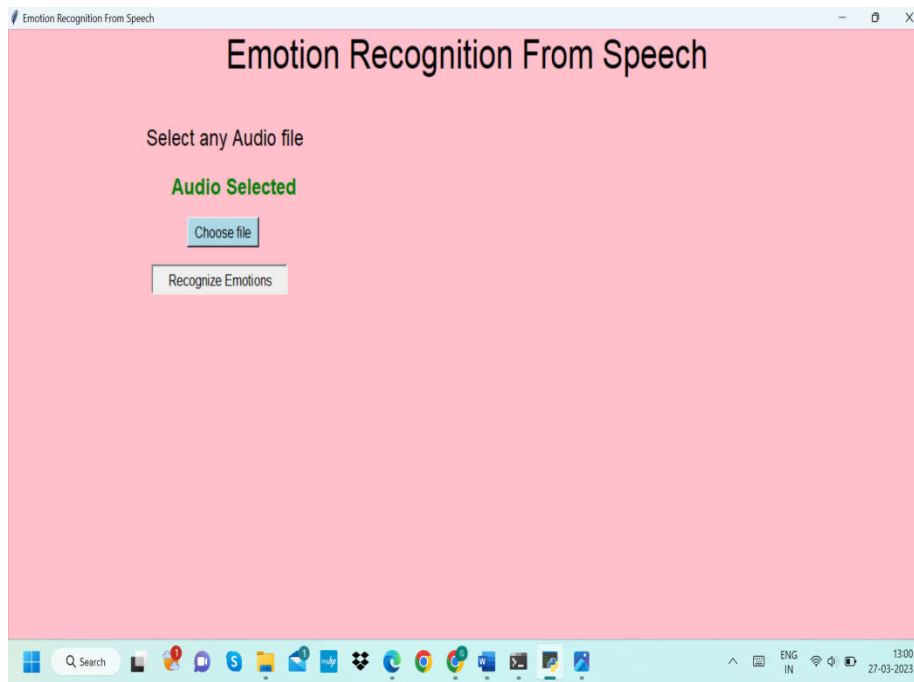 Emotion Recognition From Speech
Emotion Recognition From Speech
Select any Audio file
Audio Selected
Choose file
Recognize Emotions
Search
ENG
IN
13:00
27-03-2023